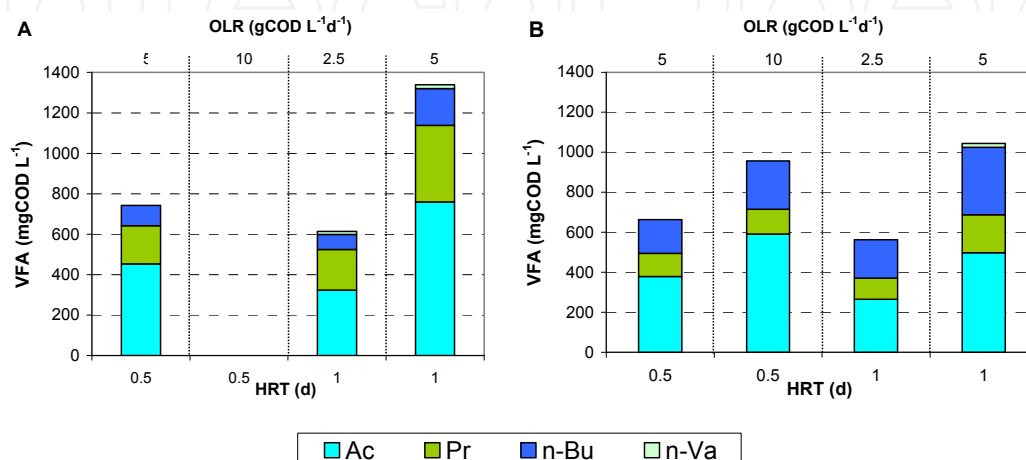 A
OLR (gCOD L-1d-1)
5 10 2.5 5
VFA (mgCOD L-1)
1400
1200
1000
800
600
400
200
0
0.5 0.5 1 1
HRT (d)
B
OLR (gCOD L-1d-1)
5 10 2.5 5
VFA (mgCOD L-1)
1400
1200
1000
800
600
400
200
0
0.5 0.5 1 1
HRT (d)
Ac Pr n-Bu n-Va